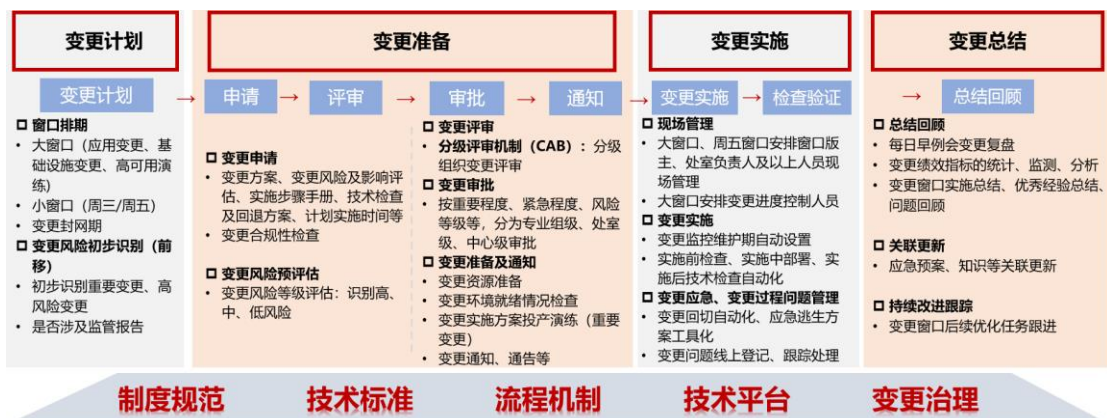 变更计划
变更准备
变更实施
变更总结
变更计划
→
申请
→
评审
→
审批
→
通知
→
变更实施
→
检查验证
→
总结回顾
窗口排期
• 大窗口（应用变更、基
础设施变更、高可用演
练）
• 小窗口（周三/周五）
• 变更封网期
变更风险初步识别（前
移）
• 初步识别重要变更、高
风险变更
• 是否涉及监管报告
变更申请
• 变更方案、变更风险及影响评
估、实施步骤手册、技术检查
及回退方案、计划实施时间等
• 变更合规性检查
变更风险预评估
• 变更风险等级评估：识别高、
中、低风险
变更评审
• 分级评审机制（CAB）：分级
组织变更评审
变更审批
• 按重要程度、紧急程度、风险
等级等，分为专业组级、处室
级、中心级审批
变更准备及通知
• 变更资源准备
• 变更环境就绪情况检查
• 变更实施方案投产演练（重要
变更）
• 变更通知、通告等
现场管理
• 大窗口、周五窗口安排窗口版
主、处室负责人及以上人员现
场管理
• 大窗口安排变更进度控制人员
变更实施
• 变更监控维护期自动设置
• 实施前检查、实施中部署、实
施后技术检查自动化
变更应急、变更过程问题管理
• 变更回切自动化、应急逃生方
案工具化
• 变更问题线上登记、跟踪处理
总结回顾
• 每日早例会变更复盘
• 变更绩效指标的统计、监测、分析
• 变更窗口实施总结、优秀经验总结、
问题回顾
关联更新
• 应急预案、知识等关联更新
持续改进跟踪
• 变更窗口后续优化任务跟进
制度规范
技术标准
流程机制
技术平台
变更治理